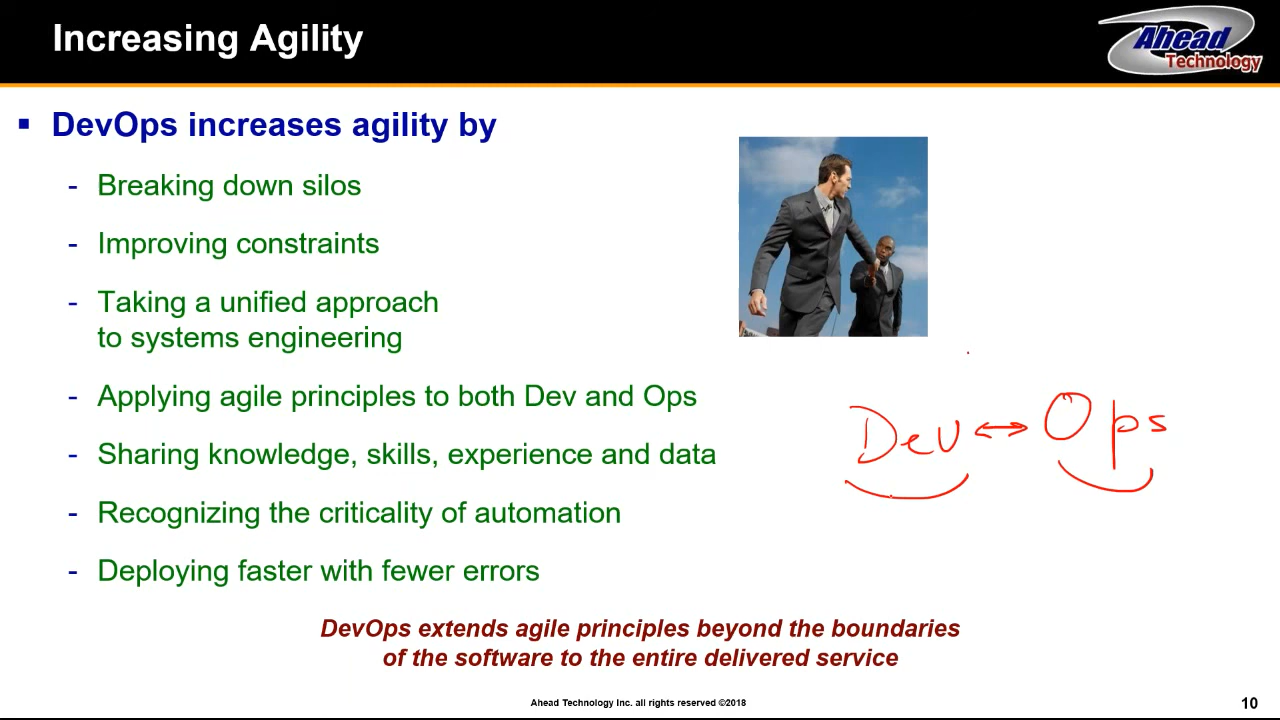 Increasing Agility
Ahead
Technology
▪ DevOps increases agility by
- Breaking down silos
- Improving constraints
- Taking a unified approach
to systems engineering
- Applying agile principles to both Dev and Ops
- Sharing knowledge, skills, experience and data
- Recognizing the criticality of automation
- Deploying faster with fewer errors
Dev ↔ Ops
DevOps extends agile principles beyond the boundaries
of the software to the entire delivered service
Ahead Technology Inc. all rights reserved ©2018
10